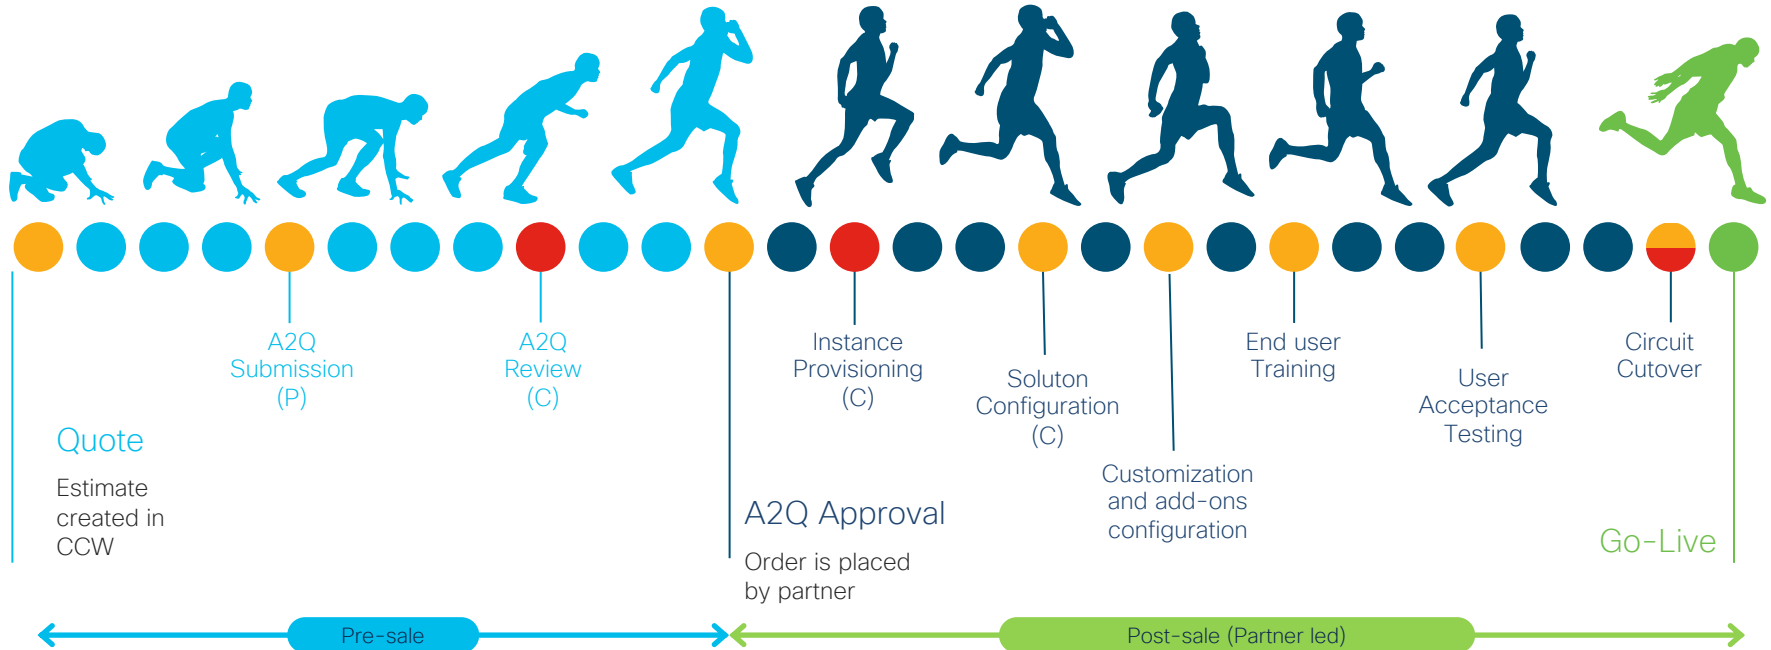 A2Q
Submission
(P)
A2Q
Review
(C)
Instance
Provisioning
(C)
Soluton
Configuration
(C)
Customization
and add-ons
configuration
End user
Training
User
Acceptance
Testing
Circuit
Cutover
Quote
Estimate
created in
CCW
A2Q Approval
Order is placed
by partner
Go-Live
Pre-sale
Post-sale (Partner led)